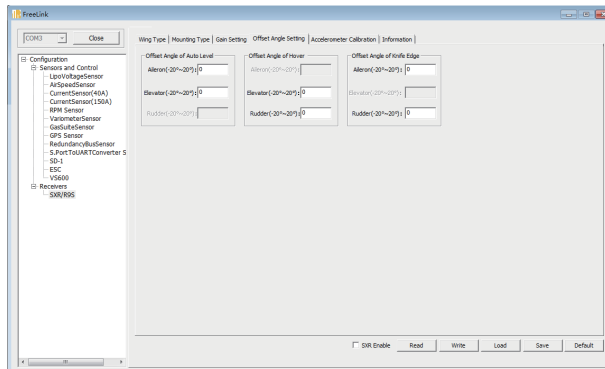 FreeLink
COM3
Close
Configuration
Sensors and Control
LipoVoltageSensor
AirSpeedSensor
CurrentSensor(40A)
CurrentSensor(150A)
RPM Sensor
VariometerSensor
GasSuiteSensor
GPS Sensor
RedundancyBusSensor
S.PortToUARTConverter S
SD-1
ESC
VS600
Receivers
SXR/R9S
Wing Type Mounting Type Gain Setting Offset Angle Setting Accelerometer Calibration Information
Offset Angle of Auto Level
Aileron(-20°~20°): 0
Elevator(-20°~20°): 0
Rudder(-20°~20°):
Offset Angle of Hover
Aileron(-20°~20°):
Elevator(-20°~20°): 0
Rudder(-20°~20°): 0
Offset Angle of Knife Edge
Aileron(-20°~20°): 0
Elevator(-20°~20°):
Rudder(-20°~20°): 0
SXR Enable Read Write Load Save Default